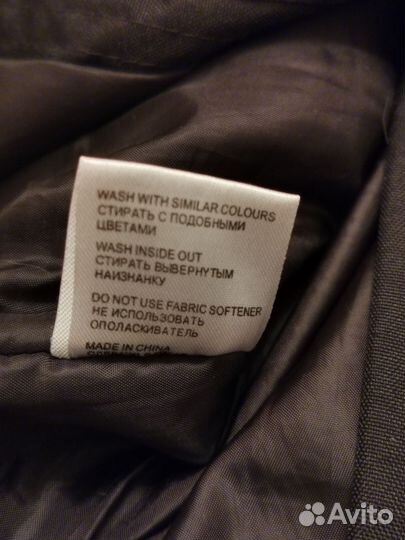 WASH WITH SIMILAR COLOURS
СТИРАТЬ С ПОДОБНЫМИ
ЦВЕТАМИ
WASH INSIDE OUT
СТИРАТЬ ВЫВЕРНУТЫМ
НАИЗНАНКУ
DO NOT USE FABRIC SOFTENER
НЕ ИСПОЛЬЗОВАТЬ
ОПОЛАСКИВАТЕЛЬ
MADE IN CHINA
Avito